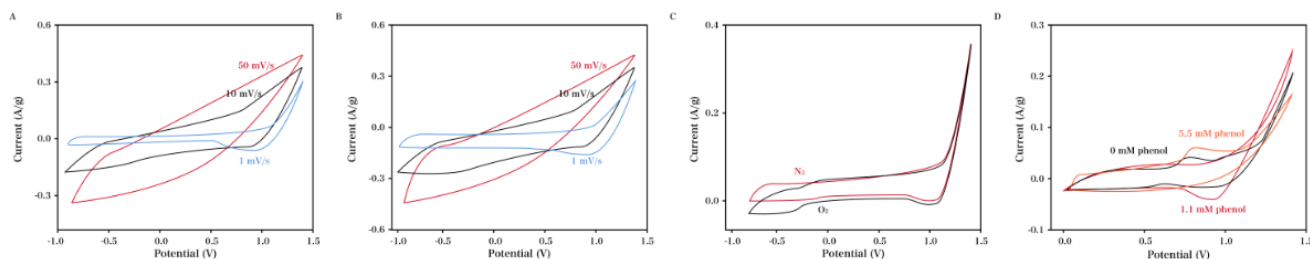 A
0.6
0.3
0.0
-0.3
Current (A/g)
50 mV/s
10 mV/s
1 mV/s
-1.0 -0.5 0.0 0.5 1.0 1.5
Potential (V)
B
0.6
0.3
0.0
-0.3
-0.6
Current (A/g)
50 mV/s
10 mV/s
1 mV/s
-1.0 -0.5 0.0 0.5 1.0 1.5
Potential (V)
C
0.4
0.2
0.0
Current (A/g)
N₂
O₂
-1.0 -0.5 0.0 0.5 1.0 1.5
Potential (V)
D
0.3
0.2
0.1
0.0
-0.1
Current (A/g)
5.5 mM phenol
0 mM phenol
1.1 mM phenol
0.0 0.5 1.0 1.5
Potential (V)